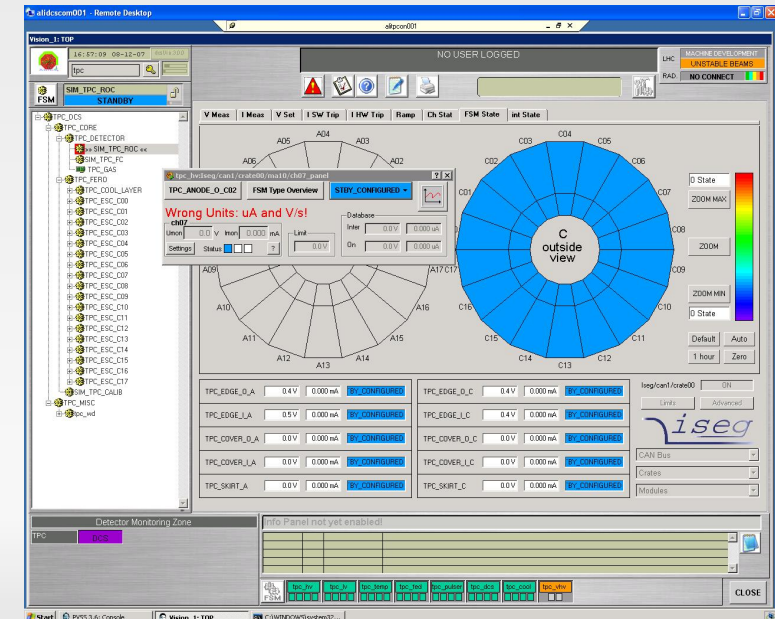 alidcscom001 - Remote Desktop
alitpcon001
Vision_1: TOP
16:57:09 08-12-07
tpc
NO USER LOGGED
LHC
MACHINE DEVELOPMENT
UNSTABLE BEAMS
RAD.
NO CONNECT
FSM
SIM_TPC_ROC
STANDBY
V Meas
I Meas
V Set
I SW Trip
I HW Trip
Ramp
Ch Stat
FSM State
int State
TPC_DCS
TPC_CORE
TPC_DETECTOR
»» SIM_TPC_ROC ««
SIM_TPC_FC
TPC_GAS
TPC_FERO
TPC_COOL_LAYER
TPC_ESC_C00
TPC_ESC_C01
TPC_ESC_C02
TPC_ESC_C03
TPC_ESC_C04
TPC_ESC_C05
TPC_ESC_C06
TPC_ESC_C07
TPC_ESC_C08
TPC_ESC_C09
TPC_ESC_C10
TPC_ESC_C11
TPC_ESC_C12
TPC_ESC_C13
TPC_ESC_C14
TPC_ESC_C15
TPC_ESC_C16
TPC_ESC_C17
SIM_TPC_CALIB
TPC_MISC
tpc_wd
A04
A05
A03
A06
A02
tpc_hv:Iseg/can1/crate00/ma10/ch07_panel
TPC_ANODE_O_C02
FSM Type Overview
STBY_CONFIGURED
Wrong Units: uA and V/s!
ch07
Umon 0.0 V Imon 0.000 mA
Settings
Status
?
Limit
0.0 V
Database
Inter 0.0 V 0.000 uA
On 0.0 V 0.000 uA
A09
A17
A10
A16
A11
A15
A12
A14
A13
C04
C03
C05
C02
C06
C01
C08
C
outside
view
C17
C09
C16
C10
C15
C11
C14
C12
C13
0 State
ZOOM MAX
ZOOM
ZOOM MIN
0 State
Default
Auto
1 hour
Zero
TPC_EDGE_O_A 0.4 V 0.000 mA BY_CONFIGURED
TPC_EDGE_O_C 0.4 V 0.000 mA BY_CONFIGURED
TPC_EDGE_I_A 0.5 V 0.000 mA BY_CONFIGURED
TPC_EDGE_I_C 0.4 V 0.000 mA BY_CONFIGURED
TPC_COVER_O_A 0.0 V 0.000 mA BY_CONFIGURED
TPC_COVER_O_C 0.0 V 0.000 mA BY_CONFIGURED
TPC_COVER_I_A 0.0 V 0.000 mA BY_CONFIGURED
TPC_COVER_I_C 0.0 V 0.000 mA BY_CONFIGURED
TPC_SKIRT_A 0.0 V 0.000 mA BY_CONFIGURED
TPC_SKIRT_C 0.0 V 0.000 mA BY_CONFIGURED
Iseg/can1/crate00
ON
Limits
Advanced
iseg
CAN Bus
Crates
Modules
Detector Monitoring Zone
TPC
DCS
Info Panel not yet enabled!
FSM
tpc_hv
tpc_lv
tpc_temp
tpc_fed
tpc_pulser
tpc_dcs
tpc_cool
tpc_vhv
CLOSE
Start
PVSS 3.6: Console
Vision_1: TOP
C:\WINDOWS\system32...